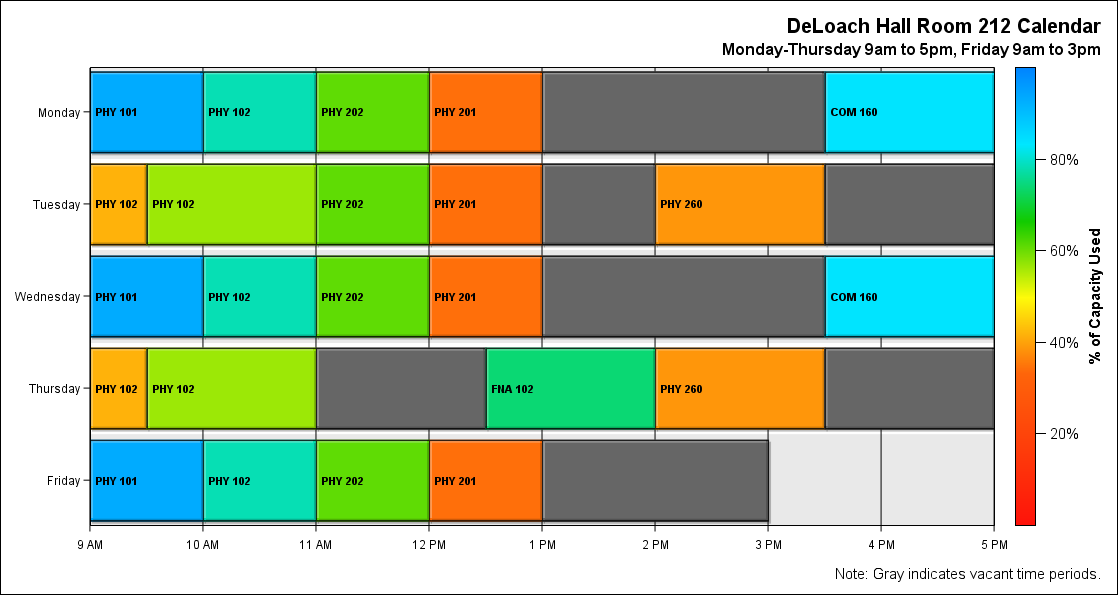 DeLoach Hall Room 212 Calendar
Monday-Thursday 9am to 5pm, Friday 9am to 3pm
Monday
PHY 101
PHY 102
PHY 202
PHY 201
COM 160
Tuesday
PHY 102
PHY 102
PHY 202
PHY 201
PHY 260
Wednesday
PHY 101
PHY 102
PHY 202
PHY 201
COM 160
Thursday
PHY 102
PHY 102
FNA 102
PHY 260
Friday
PHY 101
PHY 102
PHY 202
PHY 201
9 AM
10 AM
11 AM
12 PM
1 PM
2 PM
3 PM
4 PM
5 PM
80%
60%
40%
20%
% of Capacity Used
Note: Gray indicates vacant time periods.